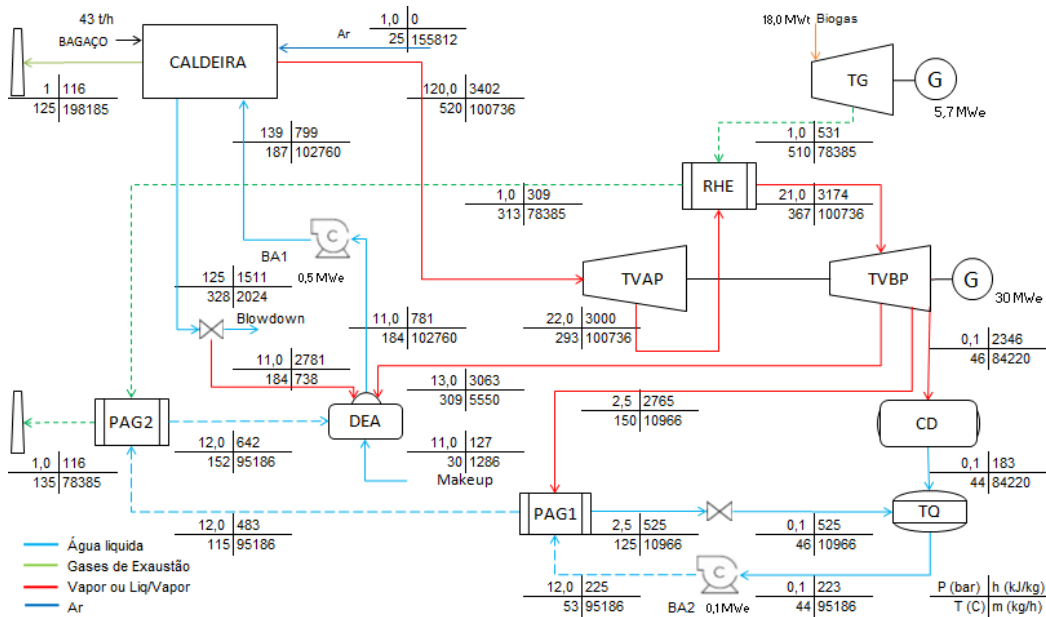 43 t/h
BAGAÇO
CALDEIRA
Ar
1,0 0
25 155812
18,0 MWt Biogas
TG
G
5,7 MWe
1 116
125 198185
120,0 3402
520 100736
139 799
187 102760
1,0 531
510 78385
RHE
1,0 309
313 78385
21,0 3174
367 100736
C
BA1
0,5 MWe
TVAP
TVBP
G
30 MWe
125 1511
328 2024
Blowdown
11,0 781
184 102760
22,0 3000
293 100736
0,1 2346
46 84220
11,0 2781
184 738
13,0 3063
309 5550
2,5 2765
150 10966
PAG2
DEA
CD
12,0 642
152 95186
11,0 127
30 1286
Makeup
0,1 183
44 84220
1,0 116
135 78385
PAG1
TQ
12,0 483
115 95186
2,5 525
125 10966
0,1 525
46 10966
Água liquida
Gases de Exaustão
Vapor ou Liq/Vapor
Ar
12,0 225
53 95186
C
BA2
0,1MWe
0,1 223
44 95186
P (bar) h (kJ/kg)
T (C) m (kg/h)